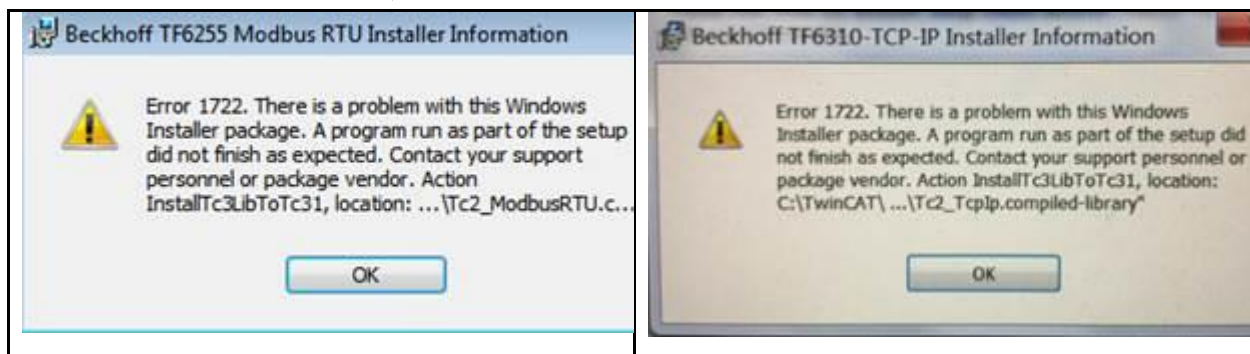 Beckhoff TF6255 Modbus RTU Installer Information
Error 1722. There is a problem with this Windows
Installer package. A program run as part of the setup
did not finish as expected. Contact your support
personnel or package vendor. Action
InstallTc3LibToTc31, location: ...\Tc2_ModbusRTU.c...
OK
Beckhoff TF6310-TCP-IP Installer Information
Error 1722. There is a problem with this Windows
Installer package. A program run as part of the setup did
not finish as expected. Contact your support personnel or
package vendor. Action InstallTc3LibToTc31, location:
C:\TwinCAT\ ...\Tc2_TcpIp.compiled-library"
OK